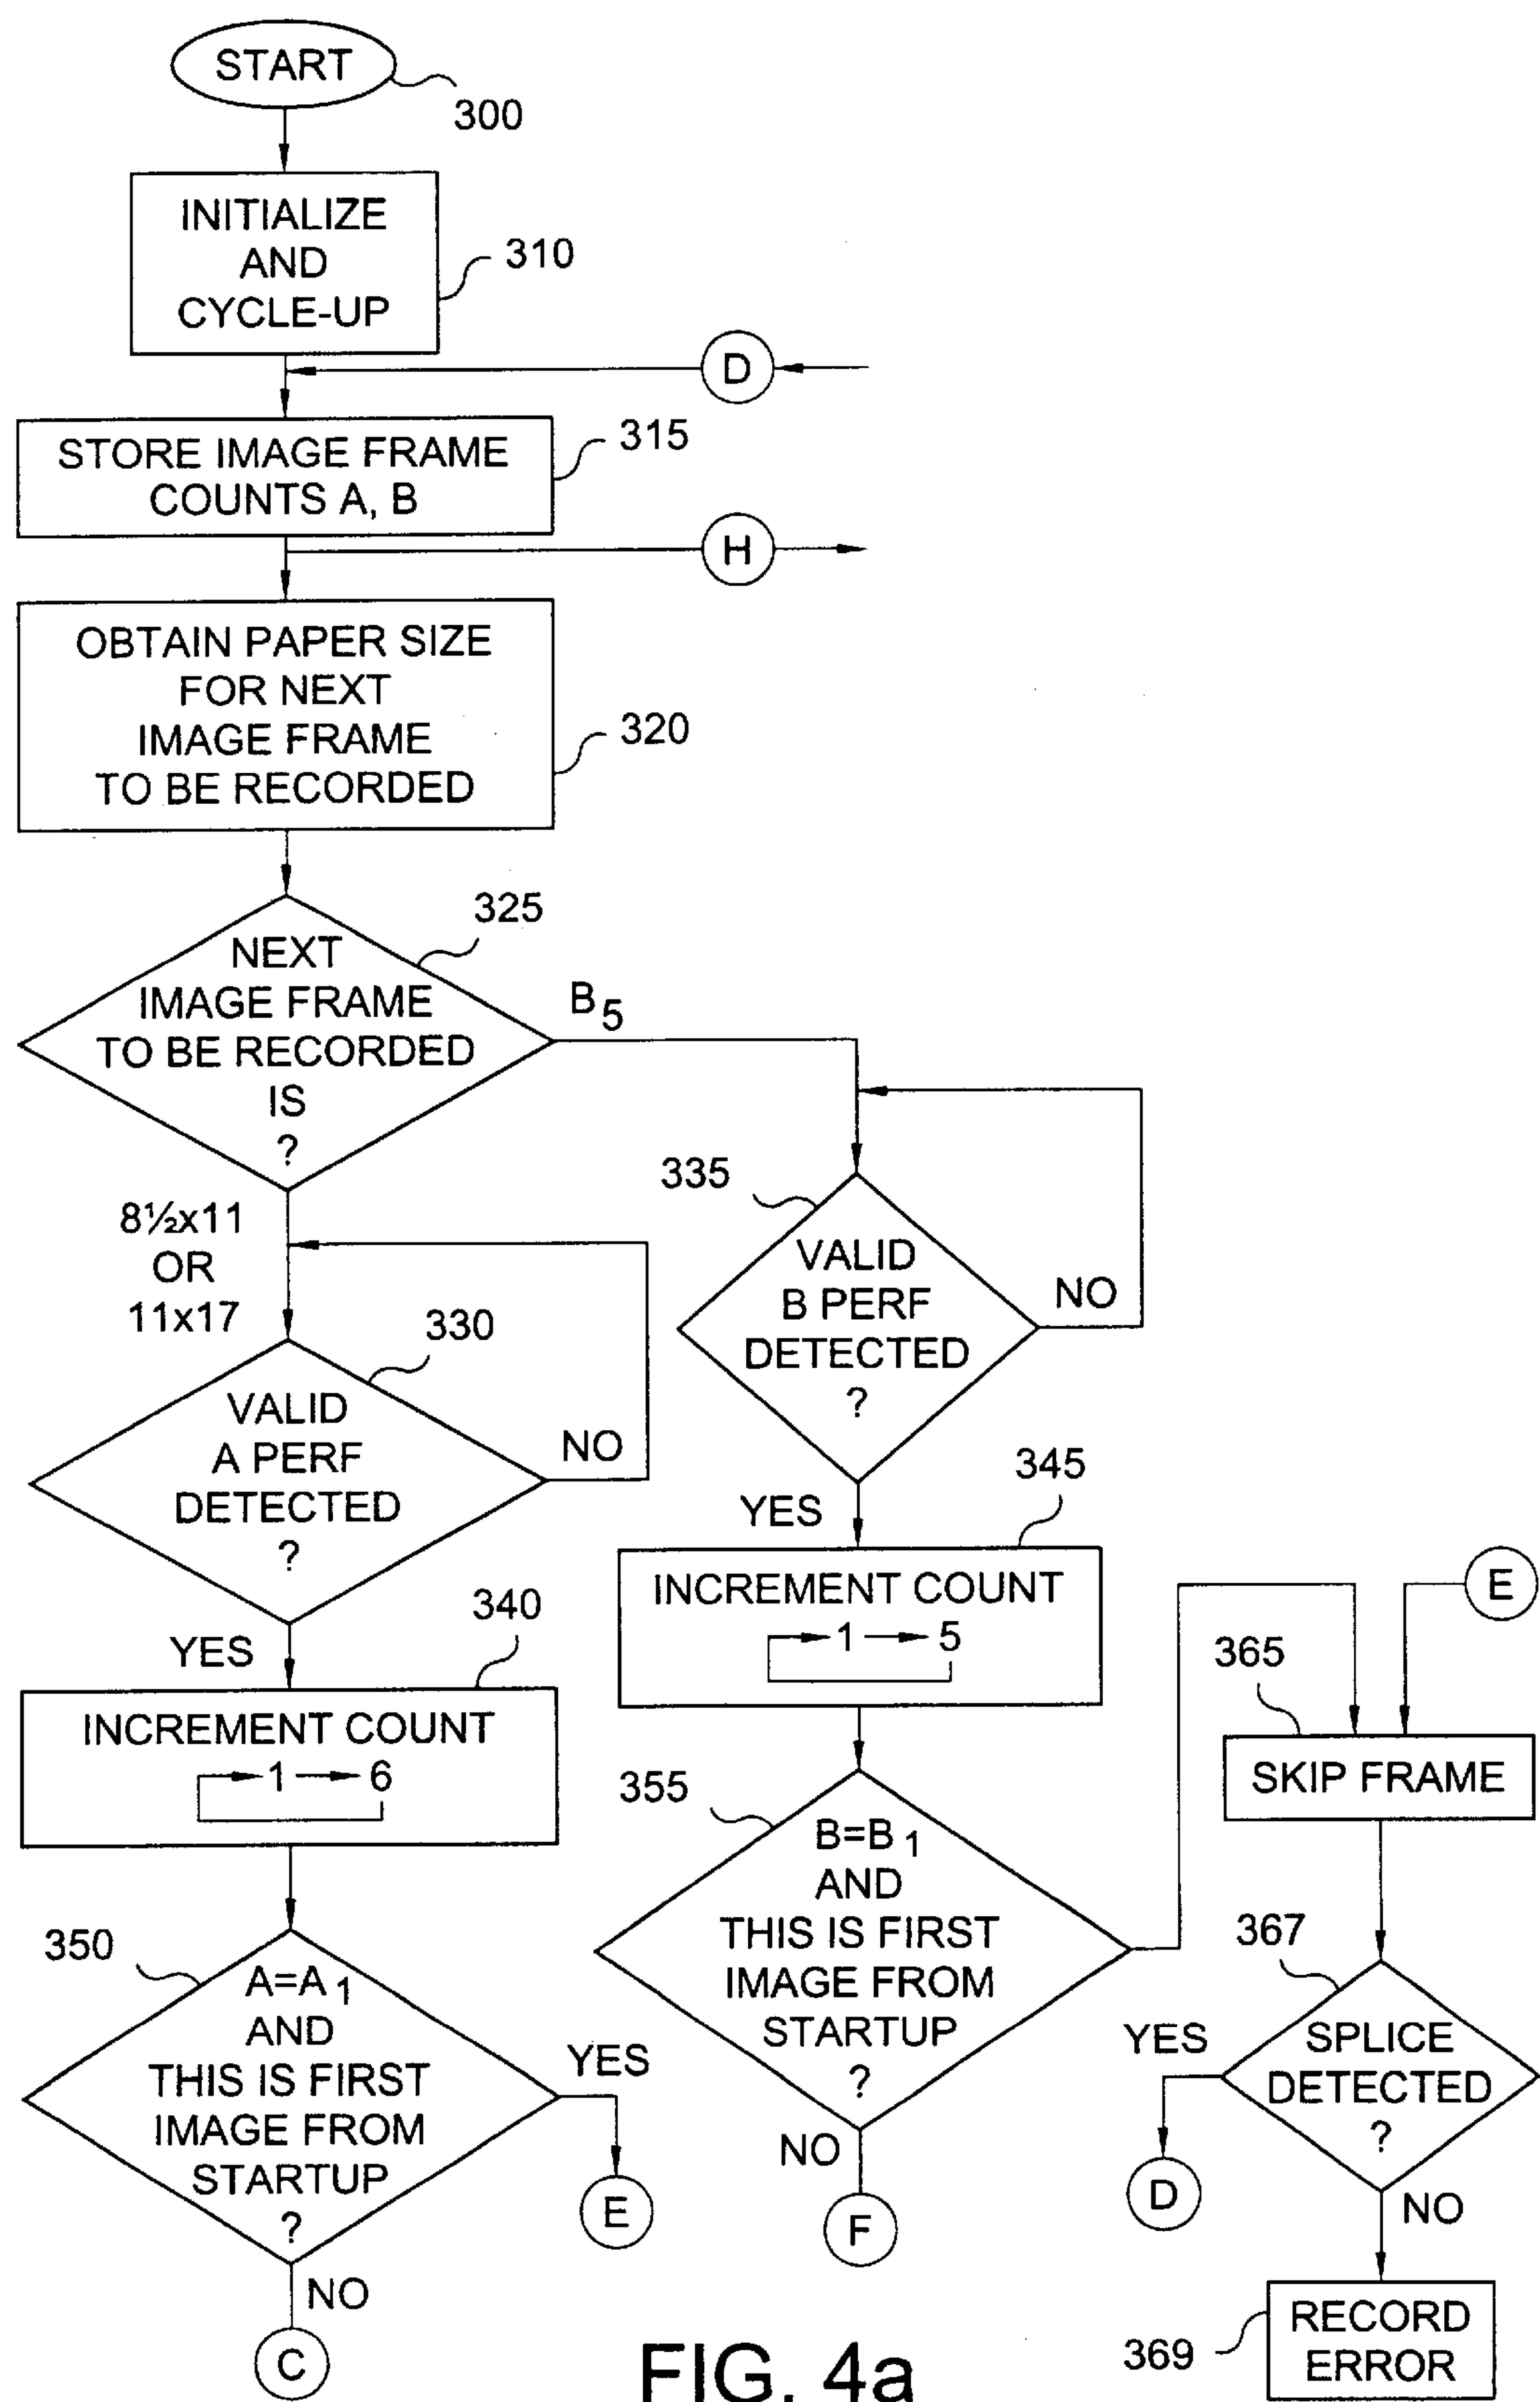 START
300
INITIALIZE
AND
CYCLE-UP
310
D
STORE IMAGE FRAME
COUNTS A, B
315
H
OBTAIN PAPER SIZE
FOR NEXT
IMAGE FRAME
TO BE RECORDED
320
325
NEXT
IMAGE FRAME
TO BE RECORDED
IS
?
B5
8½x11
OR
11x17
335
VALID
B PERF
DETECTED
?
NO
330
VALID
A PERF
DETECTED
?
NO
YES
345
INCREMENT COUNT
1 5
E
YES
340
INCREMENT COUNT
1 6
365
SKIP FRAME
355
B=B1
AND
THIS IS FIRST
IMAGE FROM
STARTUP
?
NO
F
350
A=A1
AND
THIS IS FIRST
IMAGE FROM
STARTUP
?
YES
E
NO
C
367
SPLICE
DETECTED
?
YES
D
NO
369
RECORD
ERROR
FIG. 4a